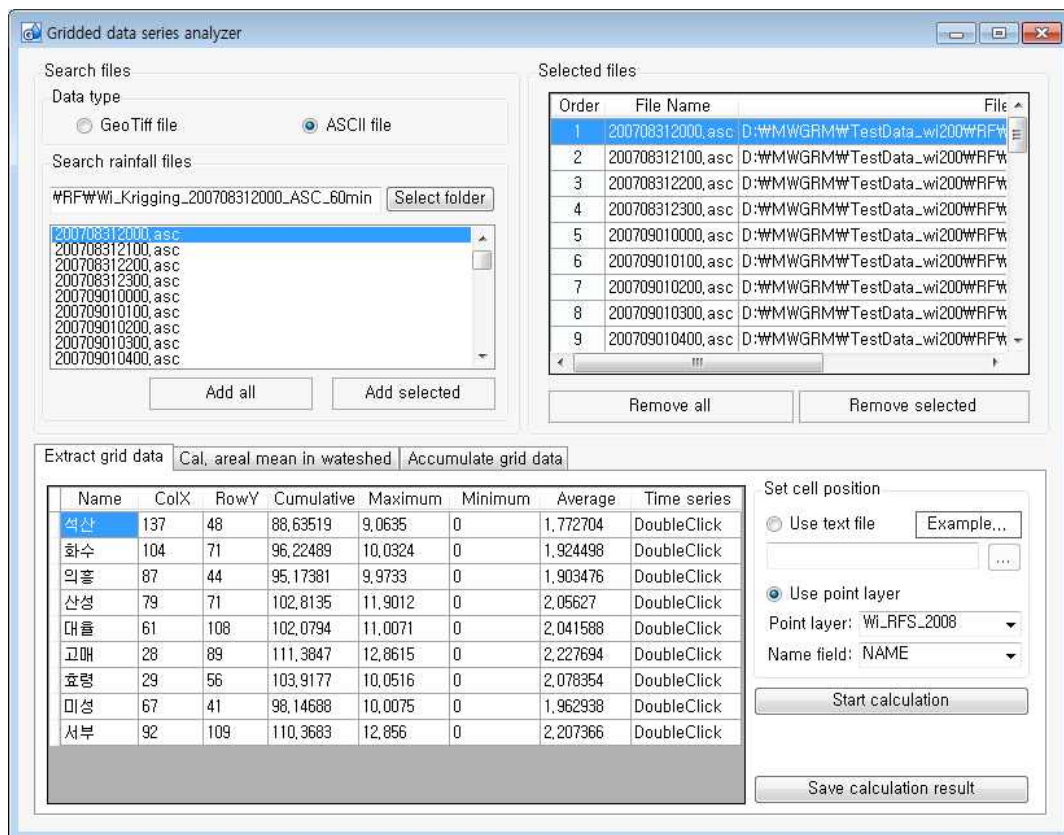 Gridded data series analyzer
Search files
Data type
GeoTiff file
ASCII file
Search rainfall files
₩RF₩Wi_Krigging_200708312000_ASC_60min
Select folder
200708312000,asc
200708312100,asc
200708312200,asc
200708312300,asc
200709010000,asc
200709010100,asc
200709010200,asc
200709010300,asc
200709010400,asc
Add all
Add selected
Selected files
Order File Name File
1 200708312000,asc D:₩MWGRM₩TestData_wi200₩RF₩
2 200708312100,asc D:₩MWGRM₩TestData_wi200₩RF₩
3 200708312200,asc D:₩MWGRM₩TestData_wi200₩RF₩
4 200708312300,asc D:₩MWGRM₩TestData_wi200₩RF₩
5 200709010000,asc D:₩MWGRM₩TestData_wi200₩RF₩
6 200709010100,asc D:₩MWGRM₩TestData_wi200₩RF₩
7 200709010200,asc D:₩MWGRM₩TestData_wi200₩RF₩
8 200709010300,asc D:₩MWGRM₩TestData_wi200₩RF₩
9 200709010400,asc D:₩MWGRM₩TestData_wi200₩RF₩
Remove all
Remove selected
Extract grid data
Cal, areal mean in wateshed
Accumulate grid data
Name ColX RowY Cumulative Maximum Minimum Average Time series
석산 137 48 88,63519 9,0635 0 1,772704 DoubleClick
화수 104 71 96,22489 10,0324 0 1,924498 DoubleClick
의흥 87 44 95,17381 9,9733 0 1,903476 DoubleClick
산성 79 71 102,8135 11,9012 0 2,05627 DoubleClick
대율 61 108 102,0794 11,0071 0 2,041588 DoubleClick
고매 28 89 111,3847 12,8615 0 2,227694 DoubleClick
효령 29 56 103,9177 10,0516 0 2,078354 DoubleClick
미성 67 41 98,14688 10,0075 0 1,962938 DoubleClick
서부 92 109 110,3683 12,856 0 2,207366 DoubleClick
Set cell position
Use text file
Example,,,
...
Use point layer
Point layer: Wi_RFS_2008
Name field: NAME
Start calculation
Save calculation result